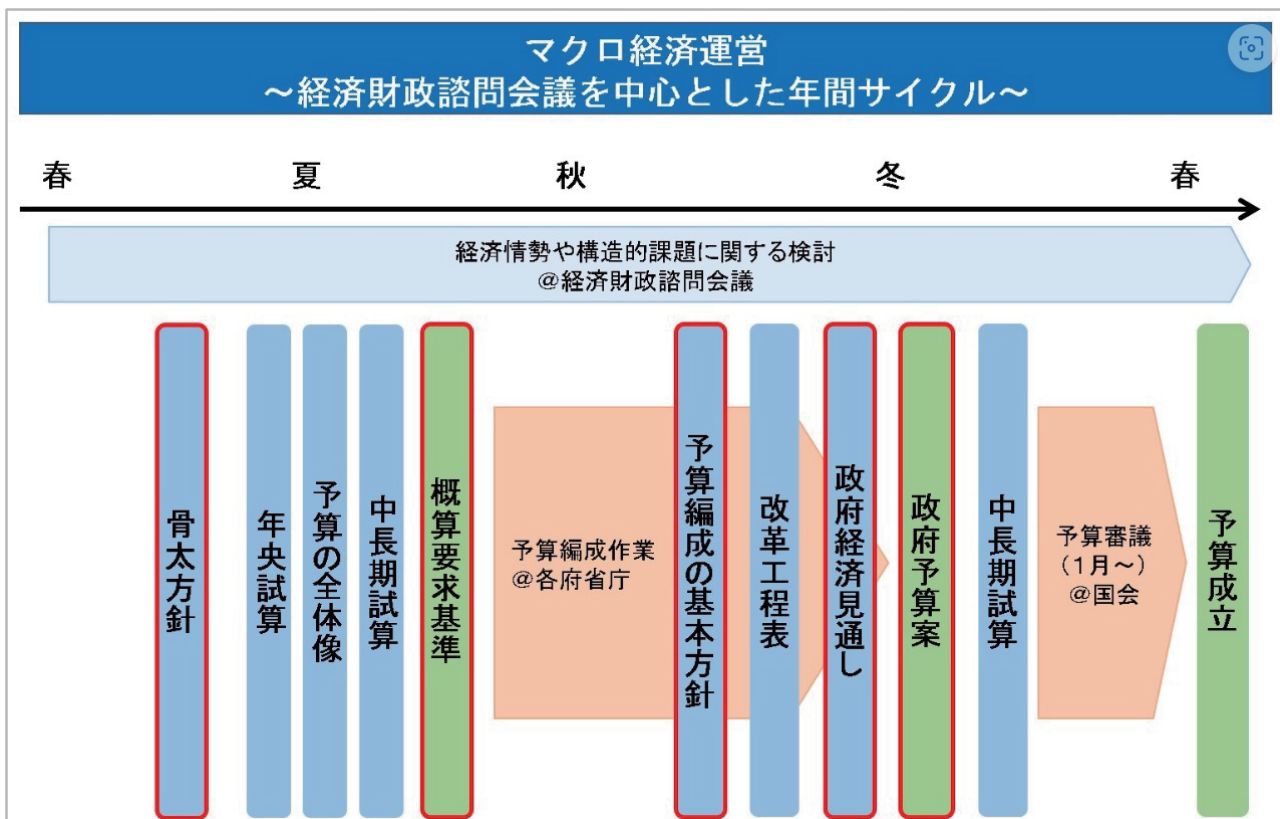 マクロ経済運営
～経済財政諮問会議を中心とした年間サイクル～
春
夏
秋
冬
春
経済情勢や構造的課題に関する検討
＠経済財政諮問会議
骨太方針
年央試算
予算の全体像
中長期試算
概算要求基準
予算編成作業
＠各府省庁
予算編成の基本方針
改革工程表
政府経済見通し
政府予算案
中長期試算
予算審議
（1月～）
＠国会
予算成立